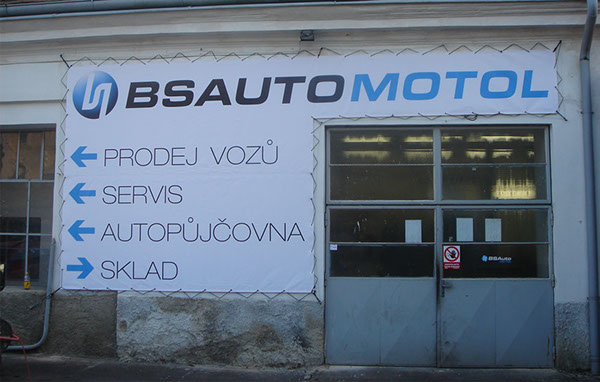 BSAUTOMOTOL
PRODEJ VOZŮ
SERVIS
AUTOPŮJČOVNA
SKLAD
BSAuto